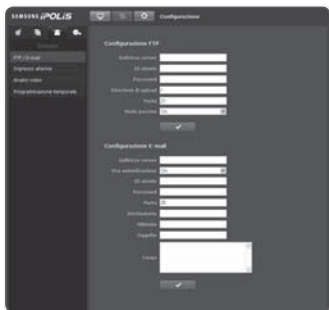 SAMSUNG iPOLiS
Configurazione
FTP / E-mail
Ingresso allarme
Analisi video
Programmazione temporale
Configurazione FTP
Indirizzo server
ID utente
Password
Directory di upload
Porta
Modo passivo
Configurazione E-mail
Indirizzo server
Usa autenticazione
ID utente
Password
Porta
Destinatario
Mittente
Oggetto
Corpo